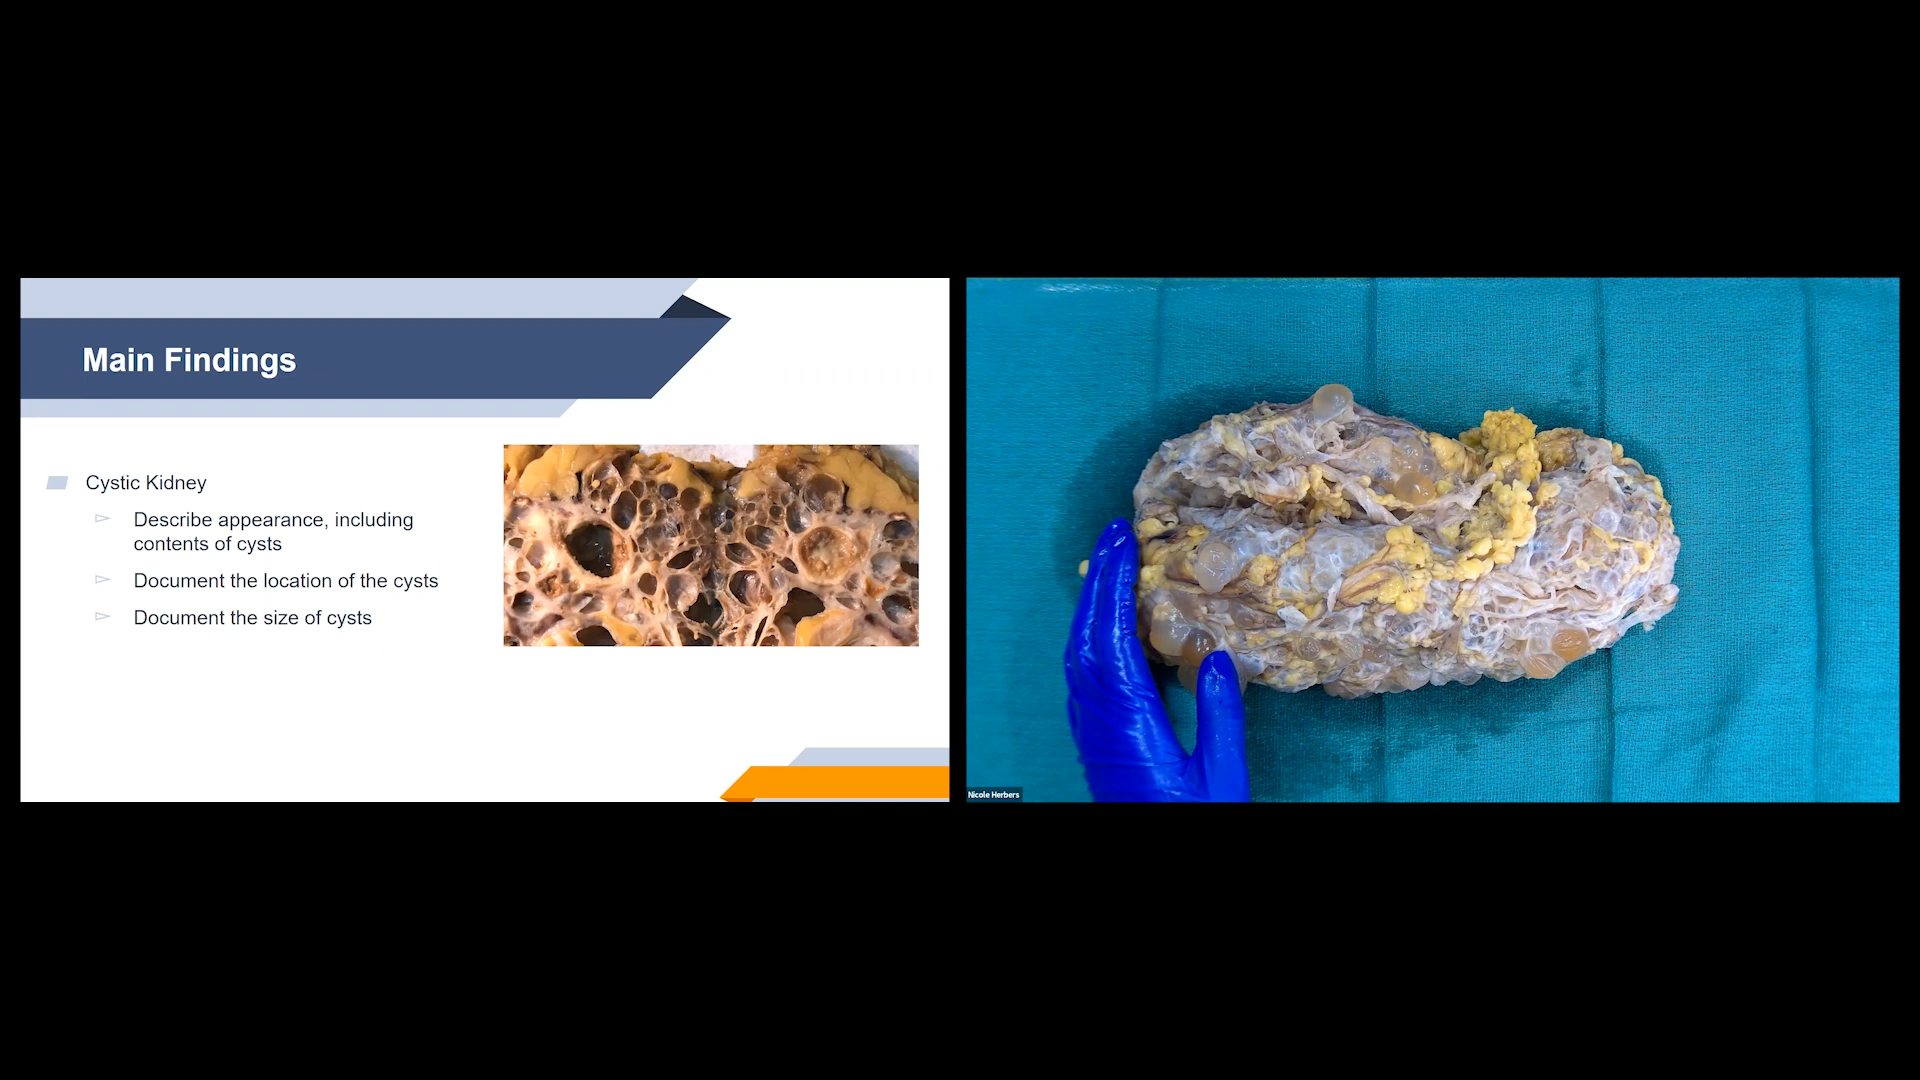 Main Findings
Cystic Kidney
Describe appearance, including
contents of cysts
Document the location of the cysts
Document the size of cysts
Nicole Herbers